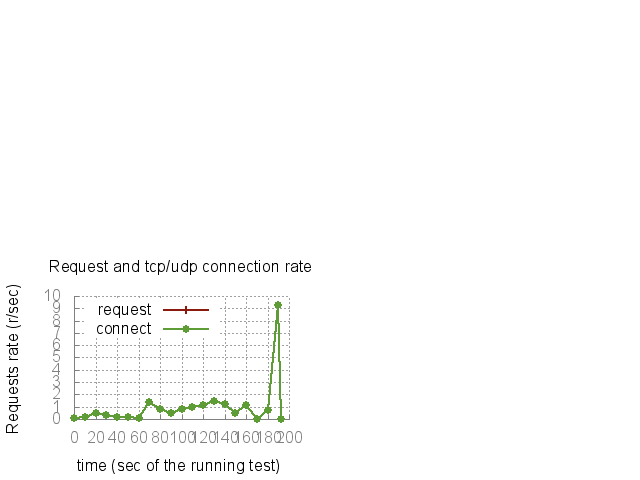 Request and tcp/udp connection rate
Requests rate (r/sec)
10
9
8
7
6
5
4
3
2
1
0
request
connect
0 20 40 60 80 100 120 140 160 180 200
time (sec of the running test)